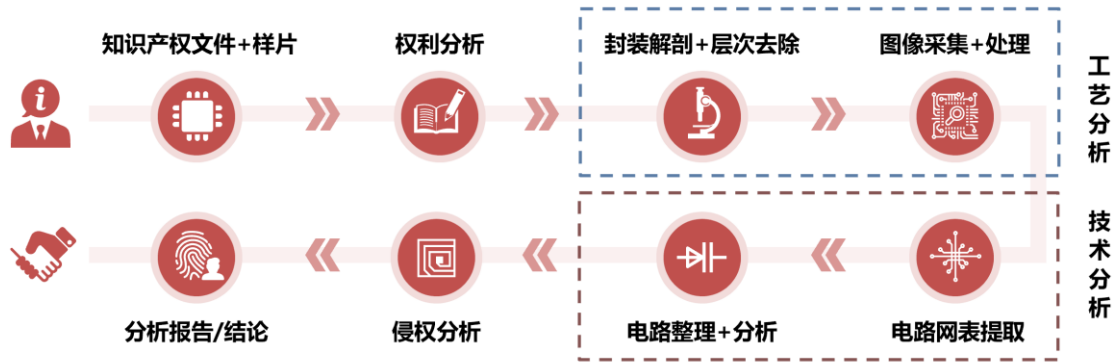 知识产权文件+样片
权利分析
封装解剖+层次去除
图像采集+处理
工艺分析
分析报告/结论
侵权分析
电路整理+分析
电路网表提取
技术分析